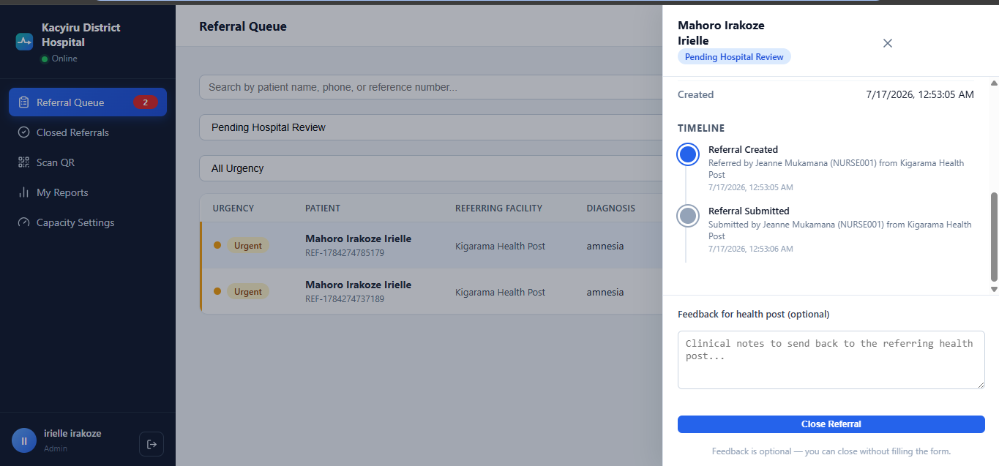 Kacyiru District
Hospital
Online
Referral Queue
2
Closed Referrals
Scan QR
My Reports
Capacity Settings
II
irielle irakoze
Admin
Referral Queue
Search by patient name, phone, or reference number...
Pending Hospital Review
All Urgency
URGENCY PATIENT REFERRING FACILITY DIAGNOSIS
Urgent Mahoro Irakoze Irielle Kigarama Health Post amnesia
REF-1784274785179
Urgent Mahoro Irakoze Irielle Kigarama Health Post amnesia
REF-1784274737189
Mahoro Irakoze
Irielle
Pending Hospital Review
Created 7/17/2026, 12:53:05 AM
TIMELINE
Referral Created
Referred by Jeanne Mukamana (NURSE001) from Kigarama Health
Post
7/17/2026, 12:53:05 AM
Referral Submitted
Submitted by Jeanne Mukamana (NURSE001) from Kigarama Health
Post
7/17/2026, 12:53:06 AM
Feedback for health post (optional)
Clinical notes to send back to the referring health
post...
Close Referral
Feedback is optional — you can close without filling the form.